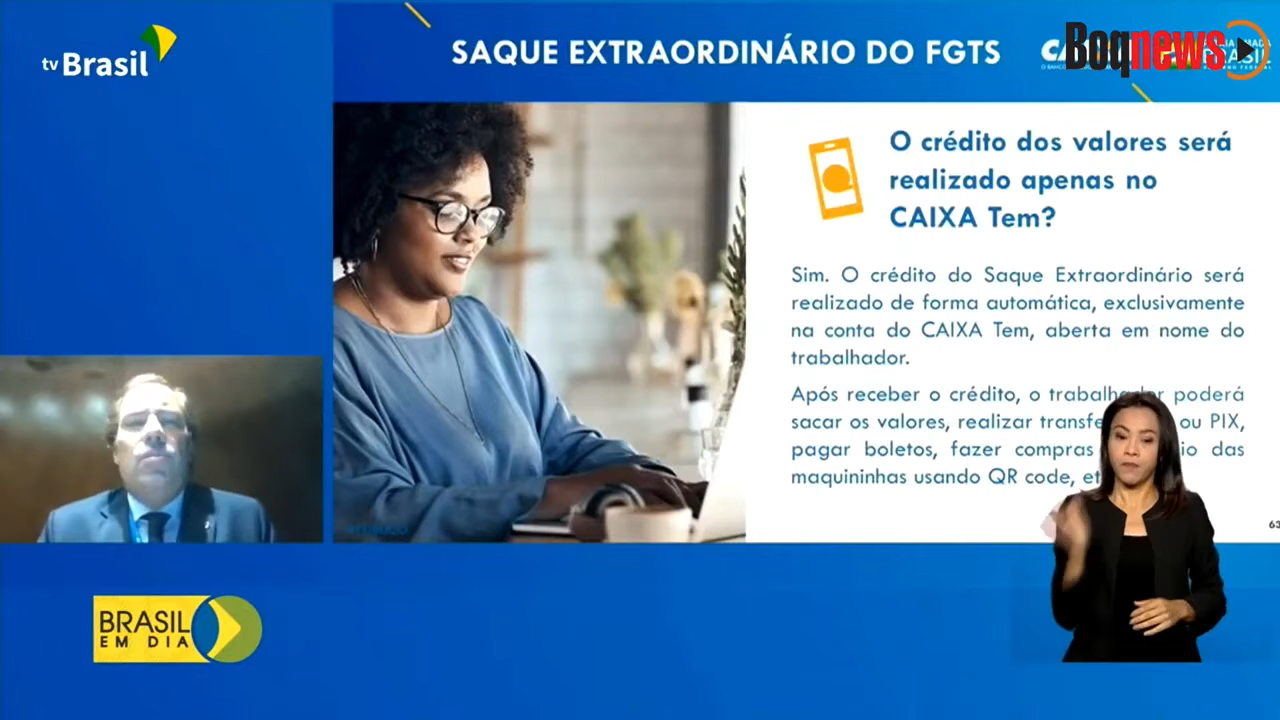 tv Brasil
SAQUE EXTRAORDINÁRIO DO FGTS
Boqnews
BRASIL
O crédito dos valores será
realizado apenas no
CAIXA Tem?
Sim. O crédito do Saque Extraordinário será
realizado de forma automática, exclusivamente
na conta do CAIXA Tem, aberta em nome do
trabalhador.
Após receber o crédito, o trabalhador poderá
sacar os valores, realizar ou PIX,
pagar boletos, fazer compras das
maquininhas usando QR code,
63
BRASIL
EM DIA